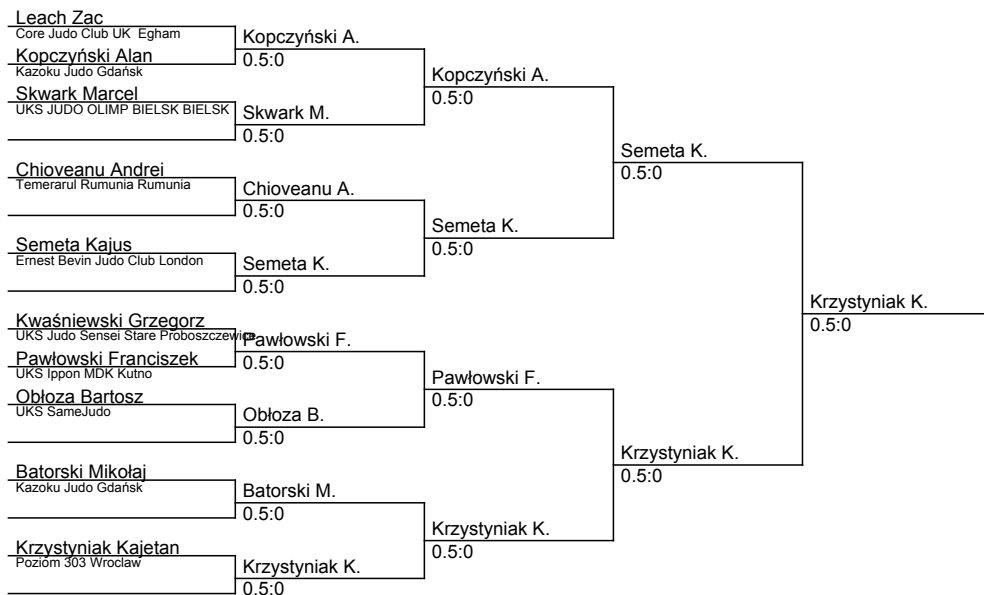 Leach Zac
Core Judo Club UK Egham
Kopczyński Alan
Kazoku Judo Gdańsk
Skwark Marcel
UKS JUDO OLIMP BIELSK BIELSK
Chioveanu Andrei
Temerarul Rumunia Rumunia
Semeta Kajus
Ernest Bevin Judo Club London
Kwaśniewski Grzegorz
UKS Judo Sensei Stare Proboszczewice
Pawłowski Franciszek
UKS Ippon MDK Kutno
Obłoza Bartosz
UKS SameJudo
Batorski Mikołaj
Kazoku Judo Gdańsk
Krzystyniak Kajetan
Poziom 303 Wroclaw
Kopczyński A.
0.5:0
Skwark M.
0.5:0
Chioveanu A.
0.5:0
Semeta K.
0.5:0
Pawłowski F.
0.5:0
Obłoza B.
0.5:0
Batorski M.
0.5:0
Krzystyniak K.
0.5:0
Kopczyński A.
0.5:0
Semeta K.
0.5:0
Pawłowski F.
0.5:0
Krzystyniak K.
0.5:0
Semeta K.
0.5:0
Krzystyniak K.
0.5:0
Krzystyniak K.
0.5:0